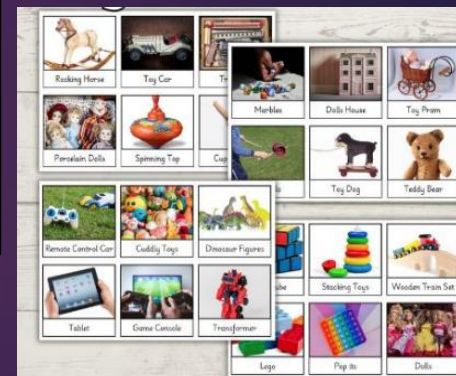 Rocking Horse
Toy Car
Porcelain Dolls
Spinning Top
Cup
Marbles
Dolls House
Toy Pram
Toy Dog
Teddy Bear
Remote Control Car
Cuddly Toys
Dinosaur Figures
Tablet
Game Console
Transformer
Stacking Toys
Wooden Train Set
Lego
Pop its
Dolls